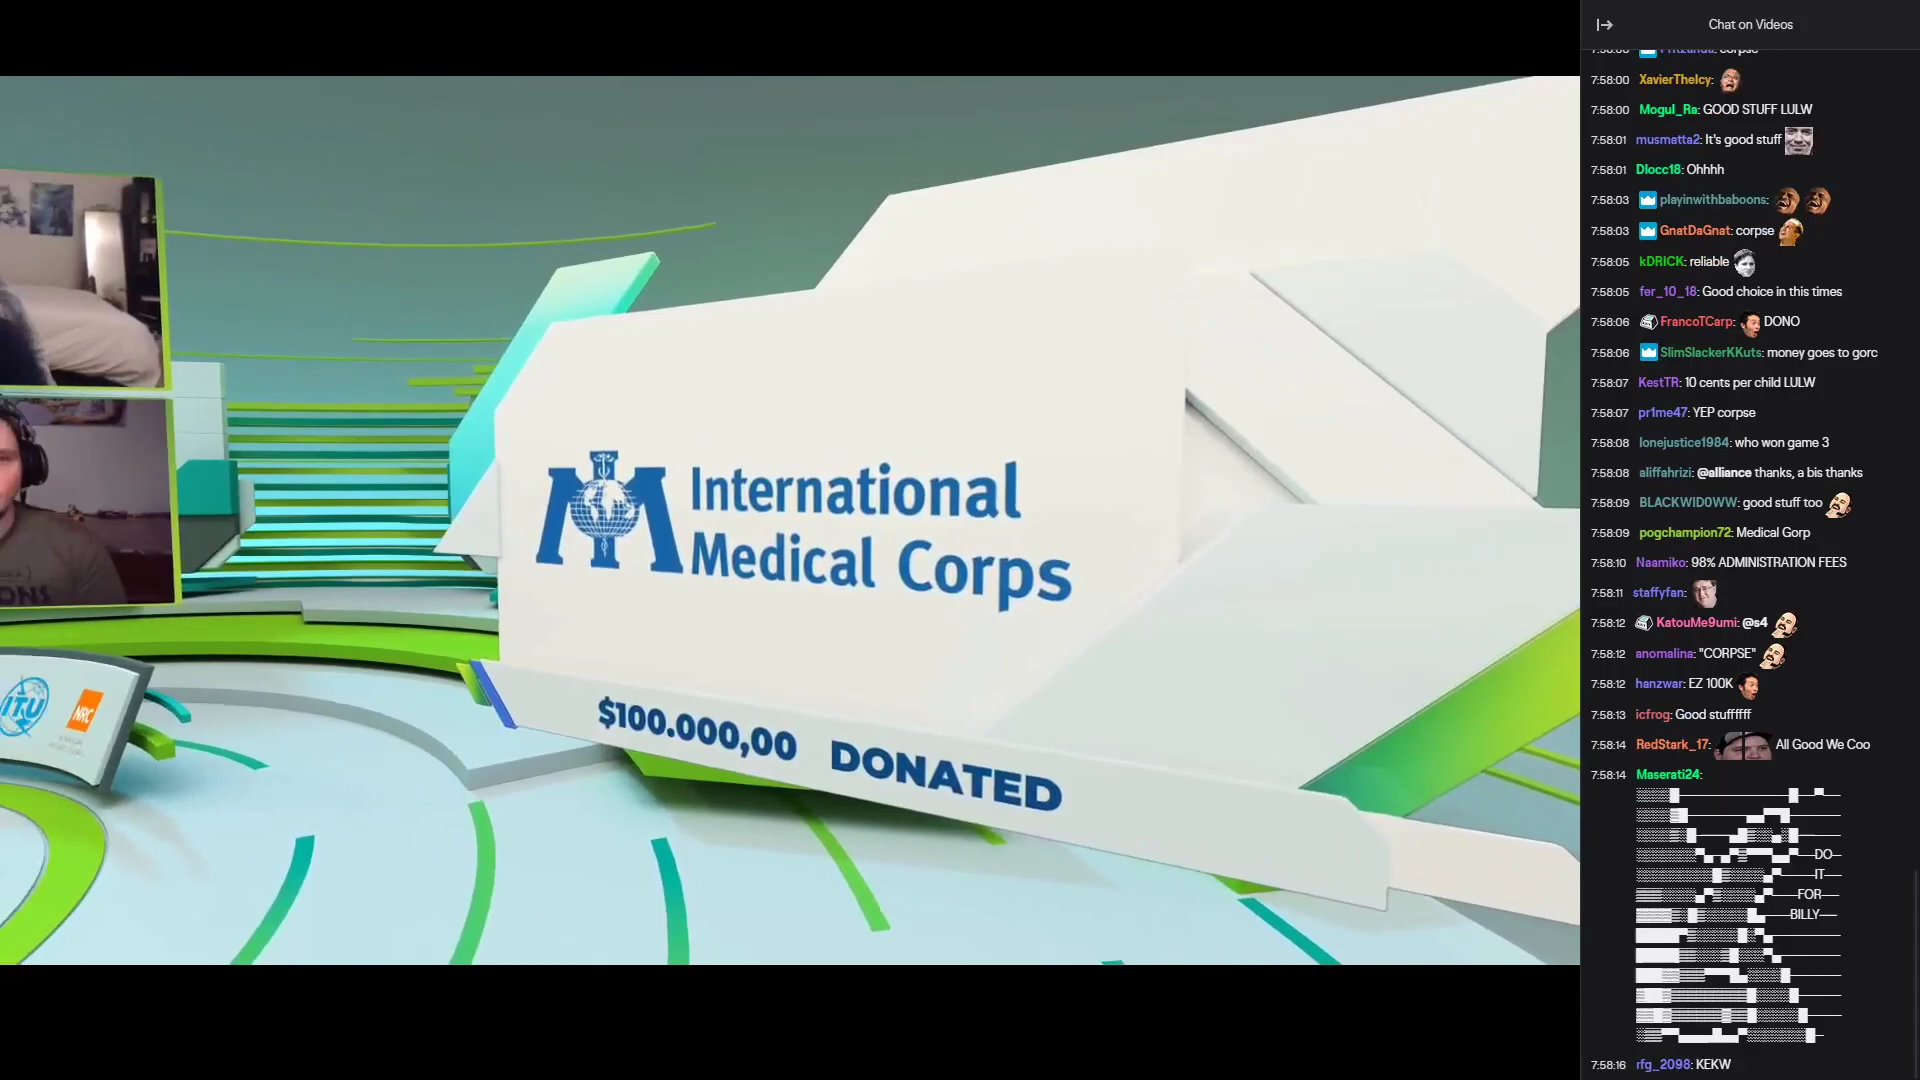 Chat on Videos
XavierTheIcy:
7:58:00
7:58:00 Mogul_Ra: GOOD STUFF LULW
7:58:01 musmatta2: It's good stuff
7:58:01 Dlocc18: Ohhhh
7:58:03 playinwithbaboons:
7:58:03 GnatDaGnat: corpse
7:58:05 kDRICK: reliable
7:58:05 fer_10_18: Good choice in this times
7:58:06 FrancoTCarp: DONO
7:58:06 SlimSlackerKKuts: money goes to gorc
7:58:07 KestTR: 10 cents per child LULW
7:58:07 pr1me47: YEP corpse
7:58:08 lonejustice1984: who won game 3
7:58:08 aliffahrizi: @alliance thanks, a bis thanks
7:58:09 BLACKWID0WW: good stuff too
7:58:09 pogchampion72: Medical Gorp
7:58:10 Naamiko: 98% ADMINISTRATION FEES
7:58:11 staffyfan:
7:58:12 KatouMe9umi: @s4
7:58:12 anomalina: "CORPSE"
7:58:12 hanzwar: EZ 100K
7:58:13 icfrog: Good stuffffff
7:58:14 RedStark_17: All Good We Coo
7:58:14 Maserati24:
DO
IT
FOR
BILLY
7:58:16 rfg_2098: KEKW
International
Medical Corps
$100.000,00 DONATED
ITU
NRC